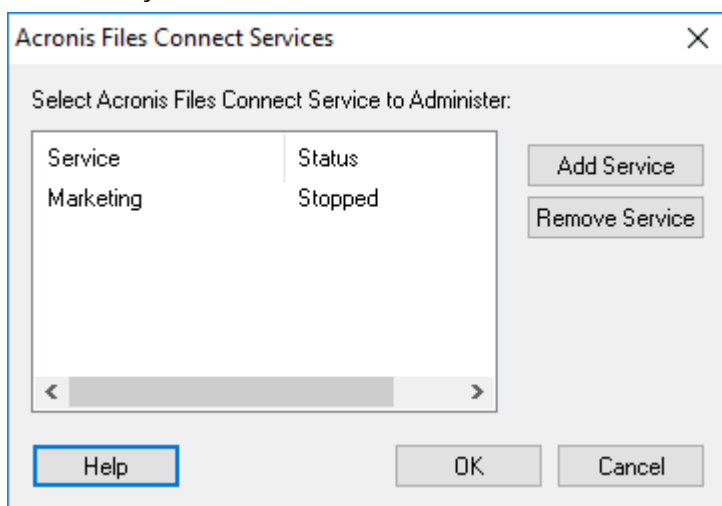 Acronis Files Connect Services
Select Acronis Files Connect Service to Administer:
Service Status
Marketing Stopped
Add Service
Remove Service
Help OK Cancel